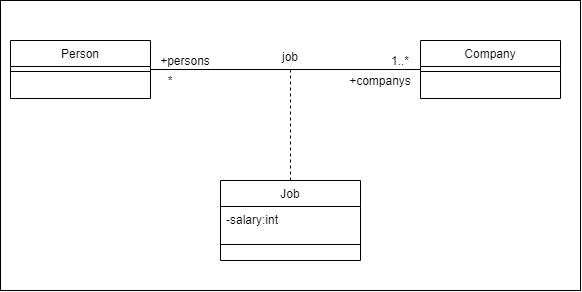 Person
+persons
*
job
1..*
+companys
Company
Job
-salary:int